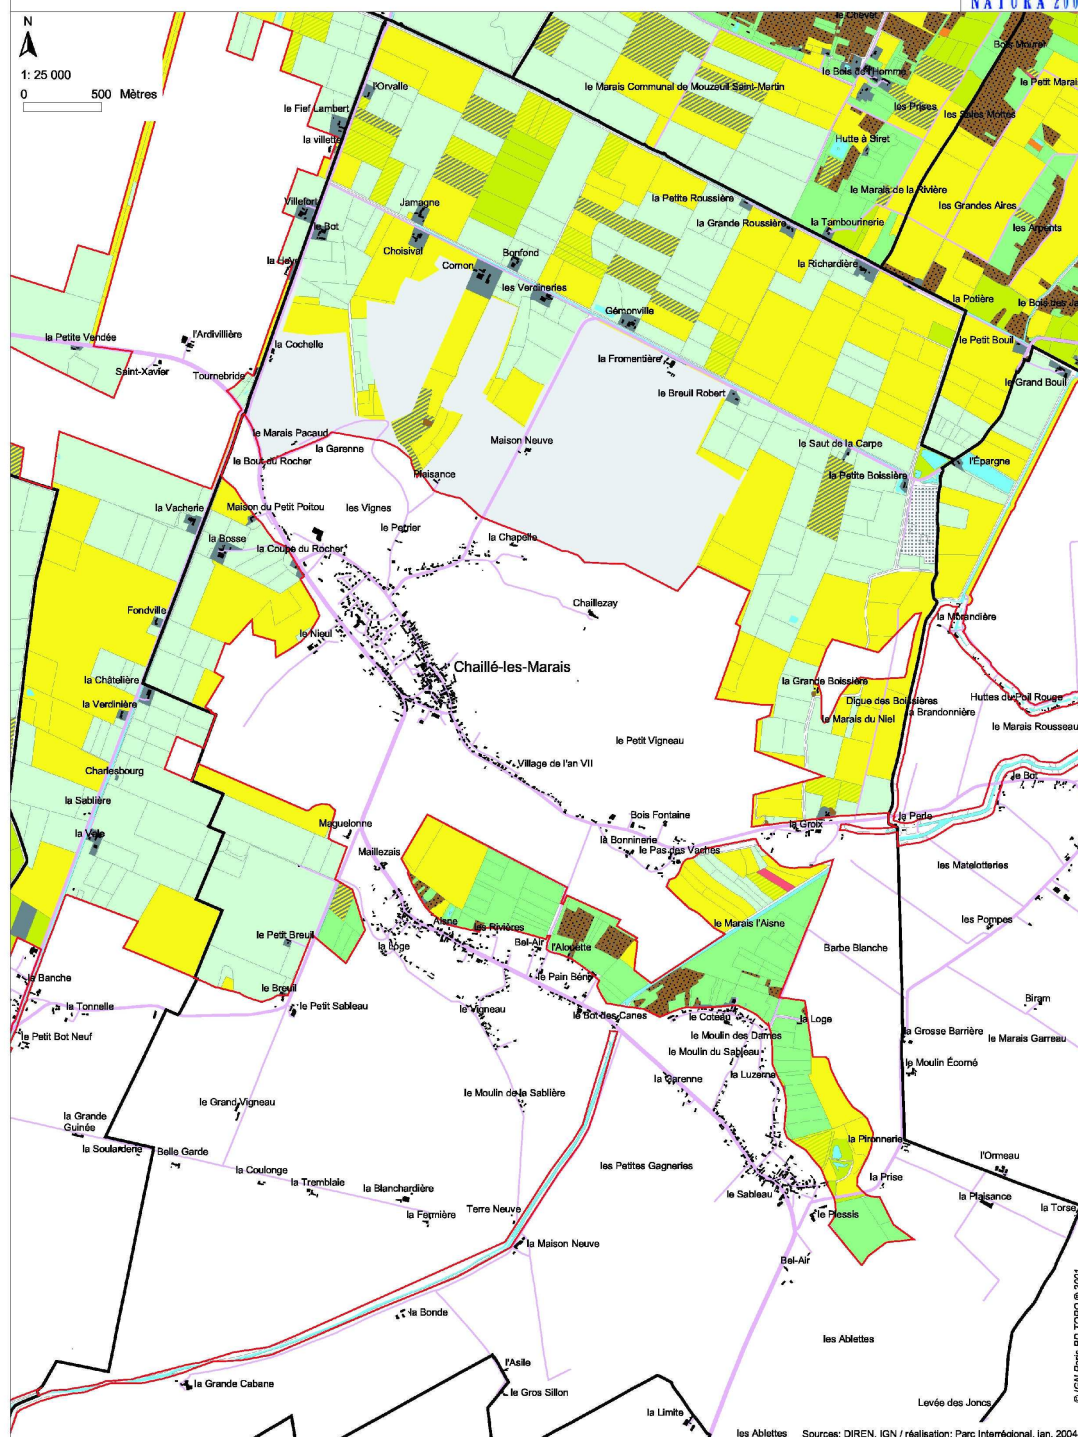 NATURA 200
N
1: 25 000
0 500 Mètres
le Chevet
Bois Mouret
l'Orvalle
le Marais Communal de Mouzeuil Saint-Martin
le Bois de l'Homme
le Petit Marai
le Fief Lambert
les Prises
les Sales Mottes
la villette
Hutte à Siret
le Marais de la Rivière
Villefort
Jamagne
la Petite Roussière
les Grandes Aires
le Bot
la Grande Roussière
la Tambourinerie
les Arpents
Choisival
Bonfond
Cornon
la Richardière
les Verdineries
la Potière
le Bois des Ja
Gémonville
la Petite Vendée
l'Ardivillière
la Cochelle
le Petit Bouil
la Fromentière
Saint-Xavier
Tournebride
le Breuil Robert
le Grand Bouil
le Marais Pacaud
Maison Neuve
le Saut de la Carpe
la Garenne
le Bout du Rocher
l'Épargne
Plaisance
la Petite Boissière
la Vacherie
Maison du Petit Poitou
les Vignes
le Perrier
la Bosse
la Coupe du Rocher
la Chapelle
Fondville
Chaillezay
la Morandière
le Nieul
Chaillé-les-Marais
la Châtelière
la Grande Boissière
Huttes du Poil Rouge
la Verdinière
Digue des Boissières
la Brandonnière
le Marais du Niel
le Marais Rousseau
le Petit Vigneau
Charlesbourg
Village de l'an VII
le Bot
la Sablière
Bois Fontaine
la Perle
Maguelonne
la Groix
la Vele
la Bonninerie
le Pas des Vaches
Maillezais
les Matelotteries
Aisne
les Rivières
le Marais l'Aisne
les Pompes
le Petit Breuil
la Loge
Bel-Air
l'Alouette
Barbe Blanche
le Banche
le Pain Béni
le Breuil
Biram
la Tonnelle
le Petit Sableau
le Vigneau
le Bot des Canes
le Coteau
la Loge
le Petit Bot Neuf
le Moulin des Dames
la Grosse Barrière
le Marais Garreau
le Moulin du Sableau
le Moulin Écorné
la Garenne
la Luzerne
le Moulin de la Sablière
le Grand Vigneau
la Grande
Guinée
la Pironnerie
la Soularderie
Belle Garde
les Petites Gagneries
l'Ormeau
la Coulonge
la Prise
la Tremblaie
la Blanchardière
le Sableau
la Plaisance
la Fermière
Terre Neuve
le Plessis
la Torse
la Maison Neuve
Bel-Air
la Bonde
les Ablettes
l'Asile
la Grande Cabane
le Gros Sillon
Levée des Joncs
la Limite
les Ablettes
Sources: DIREN, IGN / réalisation: Parc Interrégional, jan. 2004
© IGN Paris BD TOPO ® 2001